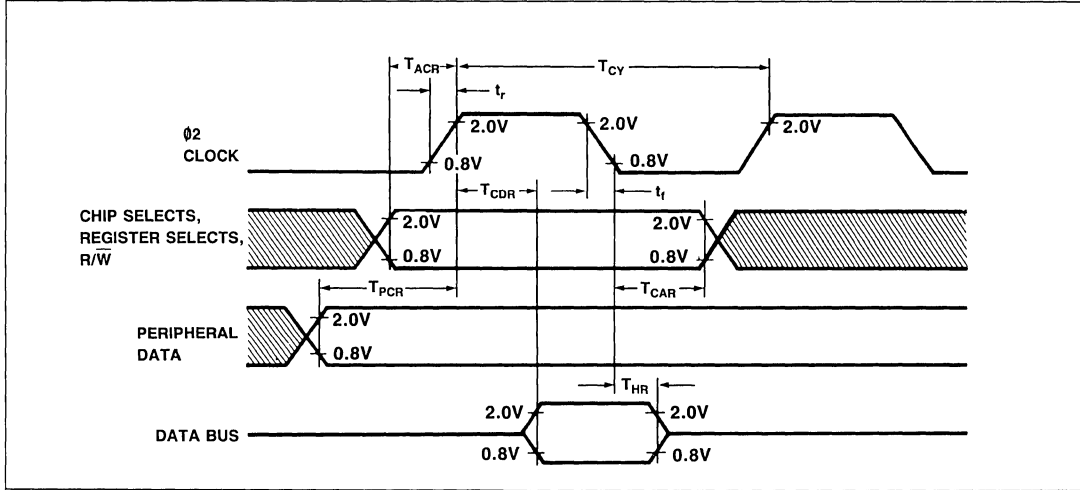 T_ACR T_CY
t_r
Φ2
CLOCK
2.0V 2.0V 2.0V
0.8V 0.8V
T_CDR t_f
CHIP SELECTS,
REGISTER SELECTS,
R/W̅
2.0V 2.0V
0.8V 0.8V
T_PCR T_CAR
PERIPHERAL
DATA
2.0V
0.8V
T_HR
DATA BUS
2.0V 2.0V
0.8V 0.8V